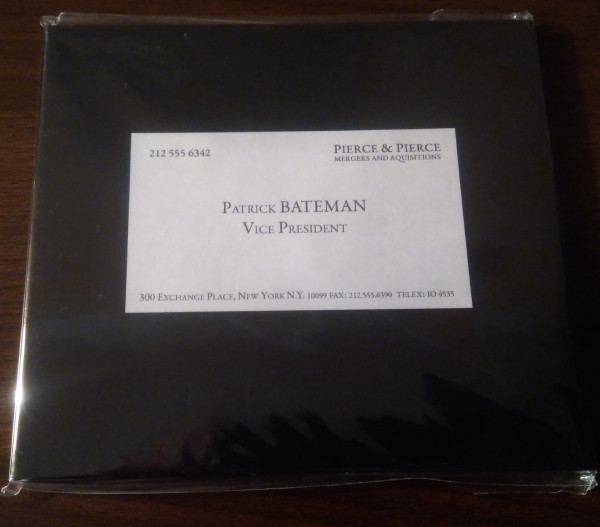 212 555 6342
PIERCE & PIERCE
MERGERS AND AQUISITIONS
PATRICK BATEMAN
VICE PRESIDENT
300 EXCHANGE PLACE, NEW YORK N.Y. 10099 FAX: 212.555.6390 TELEX: IO 4535